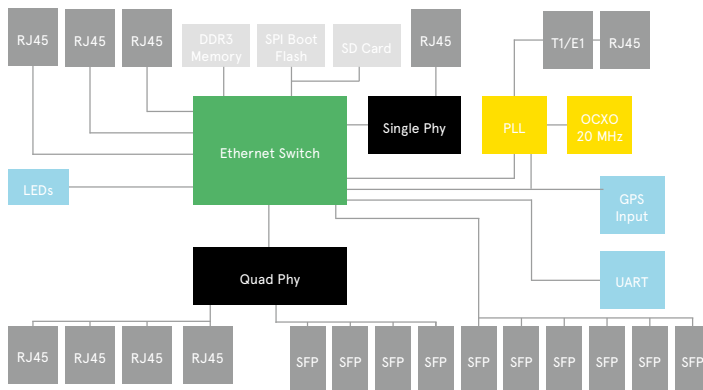 RJ45
RJ45
RJ45
DDR3
Memory
SPI Boot
Flash
SD Card
RJ45
T1/E1
RJ45
Ethernet Switch
Single Phy
PLL
OCXO
20 MHz
LEDs
GPS
Input
Quad Phy
UART
RJ45
RJ45
RJ45
RJ45
SFP
SFP
SFP
SFP
SFP
SFP
SFP
SFP
SFP
SFP